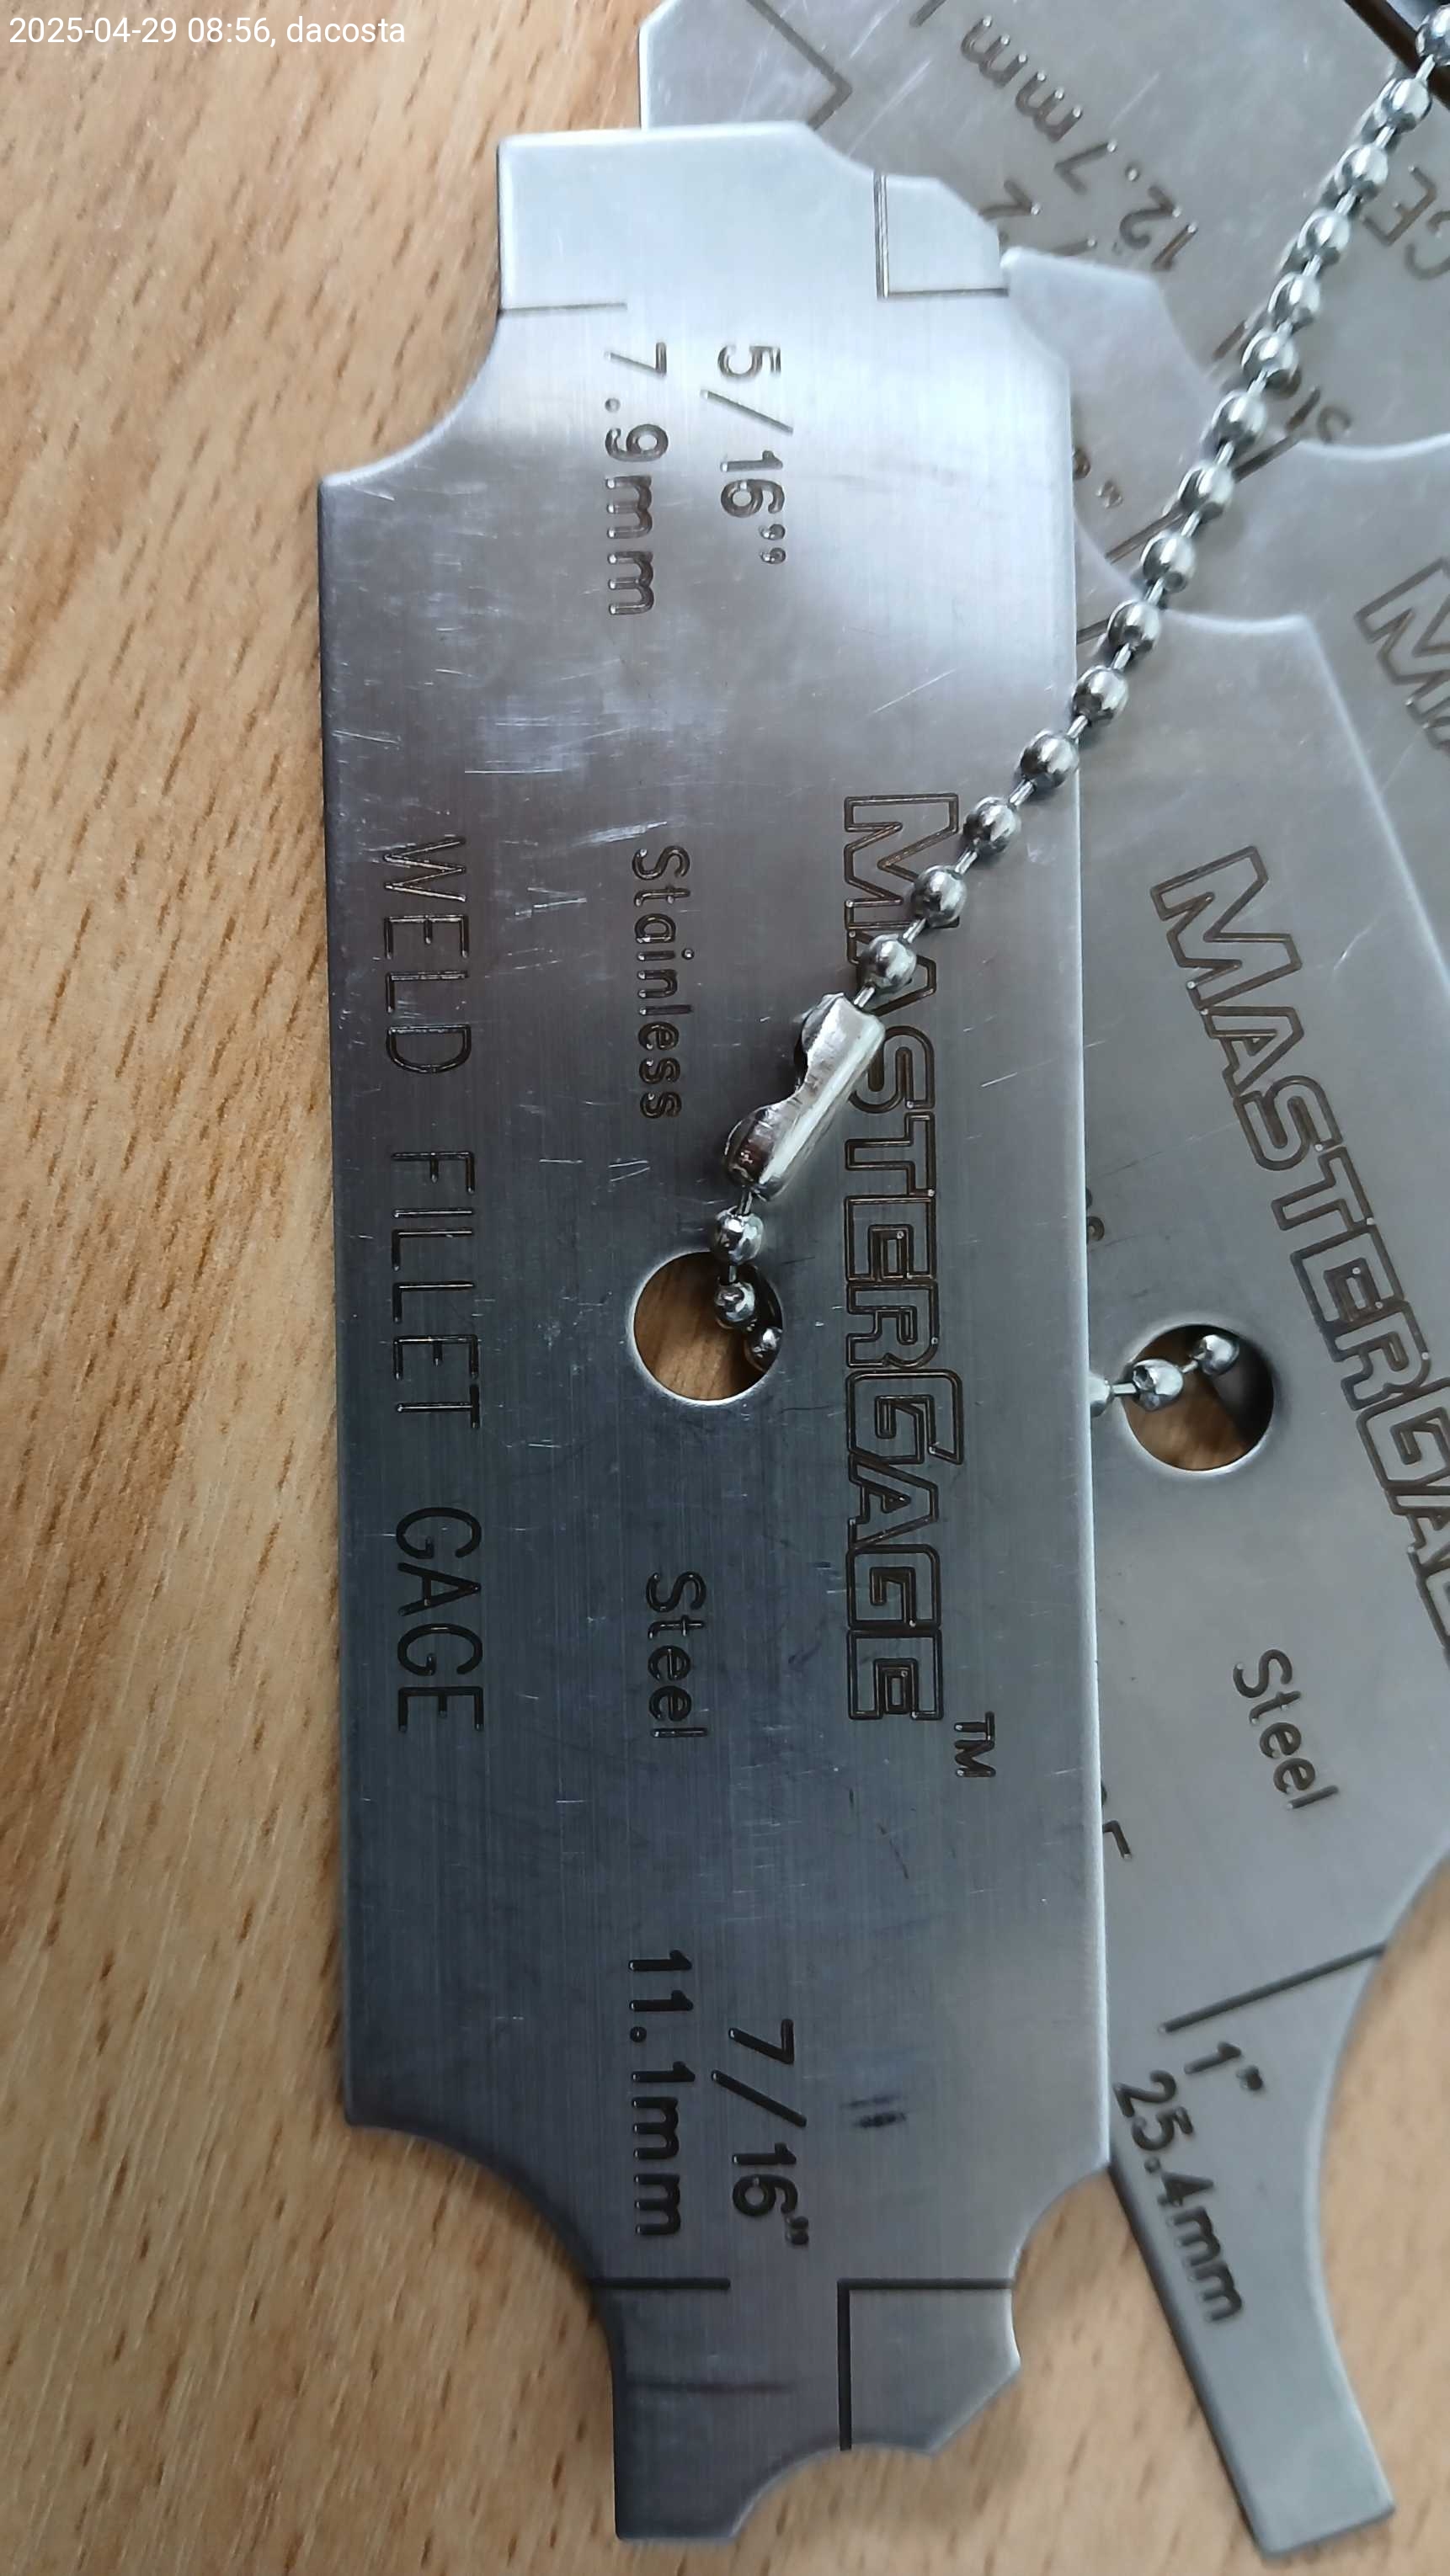 2025-04-29 08:56, dacosta
12.7mm
5/16"
7.9mm
MASTERGAGE™
Stainless
Steel
WELD FILLET GAGE
7/16"
11.1mm
MASTERGA
Steel
1"
25.4mm